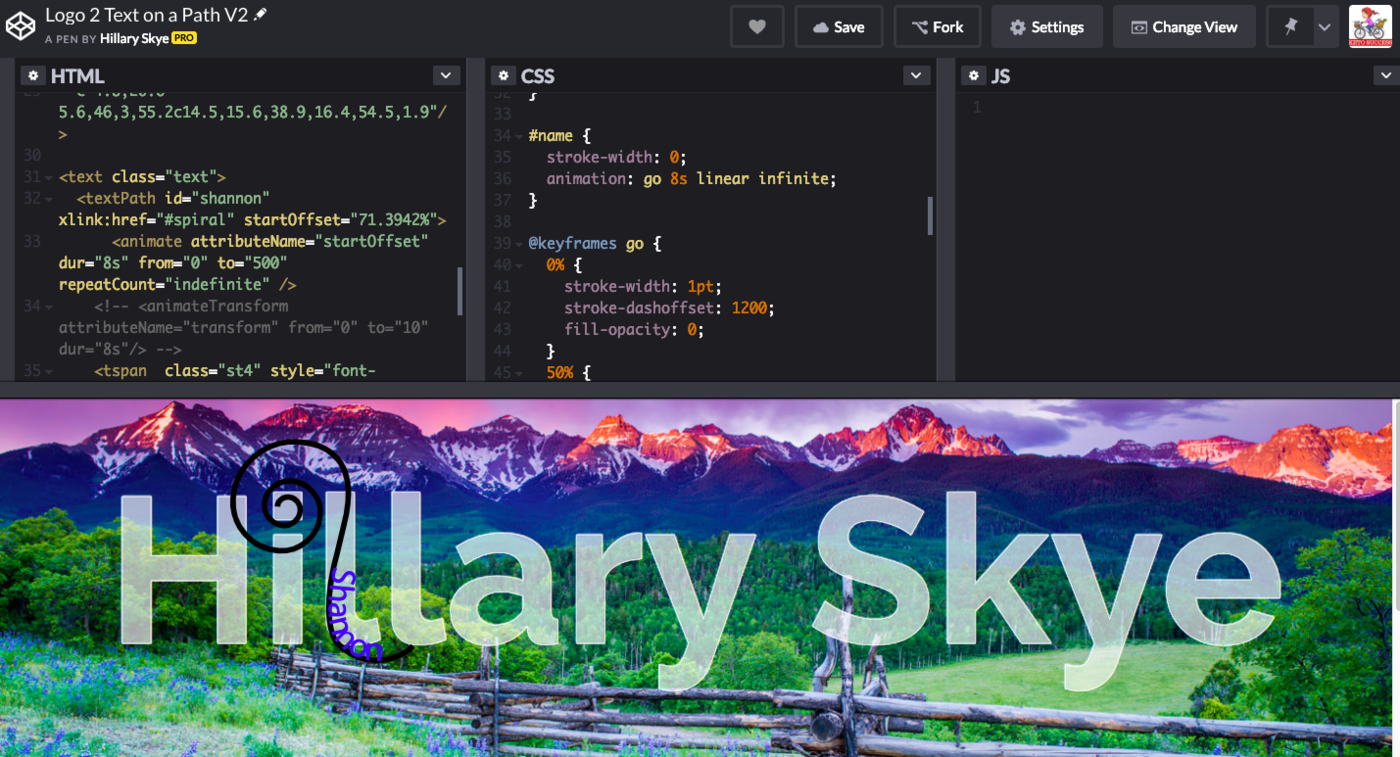 Logo 2 Text on a Path V2
A PEN BY Hillary Skye PRO
Save
Fork
Settings
Change View
KETO SUCCESS
HTML
5.6,46,3,55.2c14.5,15.6,38.9,16.4,54.5,1.9"/
>
30
31 <text class="text">
32 <textPath id="shannon"
xlink:href="#spiral" startOffset="71.3942%">
33 <animate attributeName="startOffset"
dur="8s" from="0" to="500"
repeatCount="indefinite" />
34 <!-- <animateTransform
attributeName="transform" from="0" to="10"
dur="8s"/> -->
35 <tspan class="st4" style="font-
CSS
32 }
33
34 #name {
35 stroke-width: 0;
36 animation: go 8s linear infinite;
37 }
38
39 @keyframes go {
40 0% {
41 stroke-width: 1pt;
42 stroke-dashoffset: 1200;
43 fill-opacity: 0;
44 }
45 50% {
JS
1
Hillary Skye
Shannon